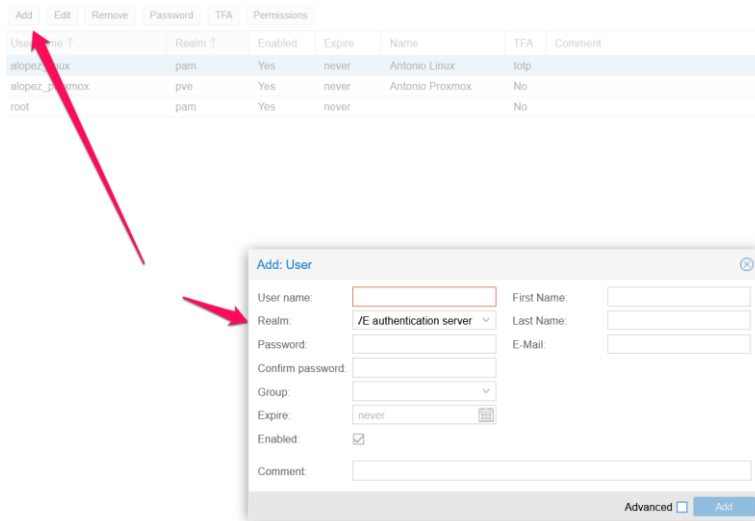 Add Edit Remove Password TFA Permissions
Realm ↑ Enabled Expire Name TFA Comment
pam Yes never Antonio Linux totp
pve Yes never Antonio Proxmox No
root pam Yes never No
Add: User
User name: First Name:
Realm: /E authentication server Last Name:
Password: E-Mail:
Confirm password:
Group:
Expire: never
Enabled:
Comment:
Advanced Add